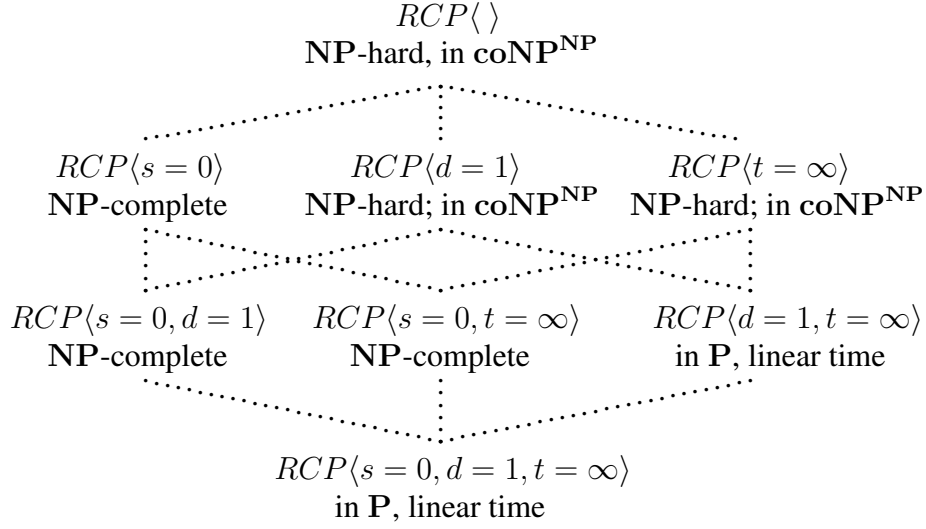 RCP⟨ ⟩
NP-hard, in coNP^NP
RCP⟨s = 0⟩ RCP⟨d = 1⟩ RCP⟨t = ∞⟩
NP-complete NP-hard; in coNP^NP NP-hard; in coNP^NP
RCP⟨s = 0, d = 1⟩ RCP⟨s = 0, t = ∞⟩ RCP⟨d = 1, t = ∞⟩
NP-complete NP-complete in P, linear time
RCP⟨s = 0, d = 1, t = ∞⟩
in P, linear time